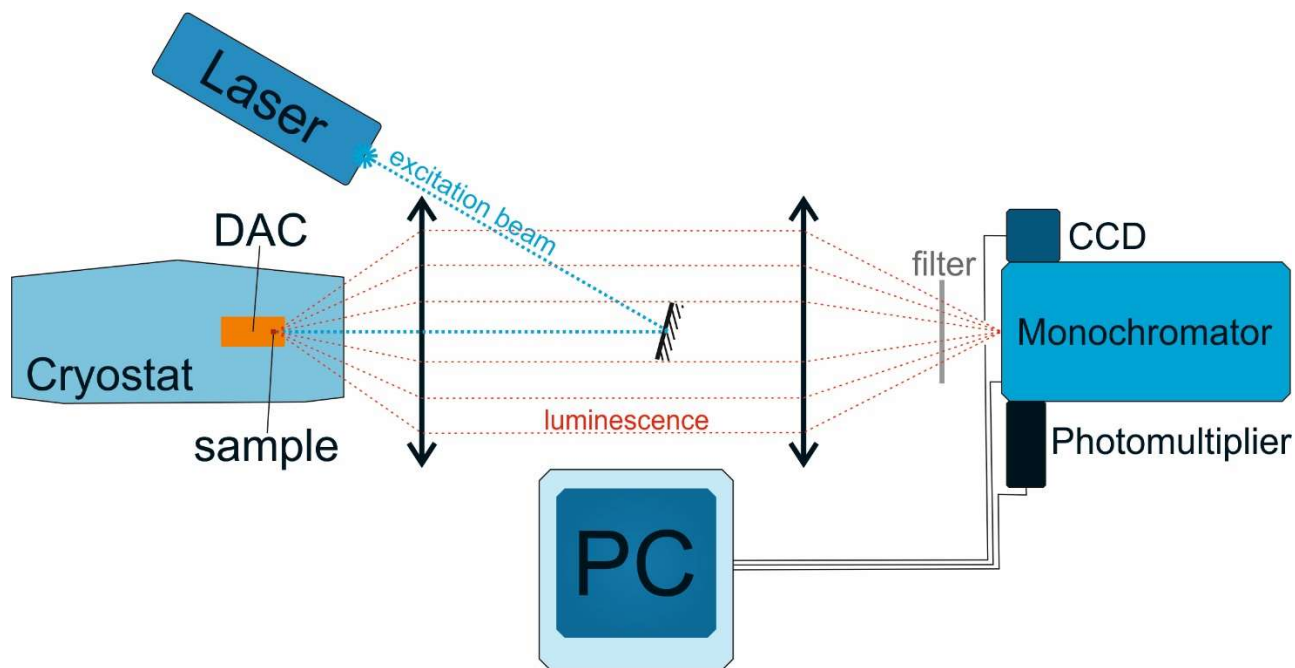 Laser
excitation beam
DAC
filter
CCD
Monochromator
Cryostat
sample
luminescence
Photomultiplier
PC